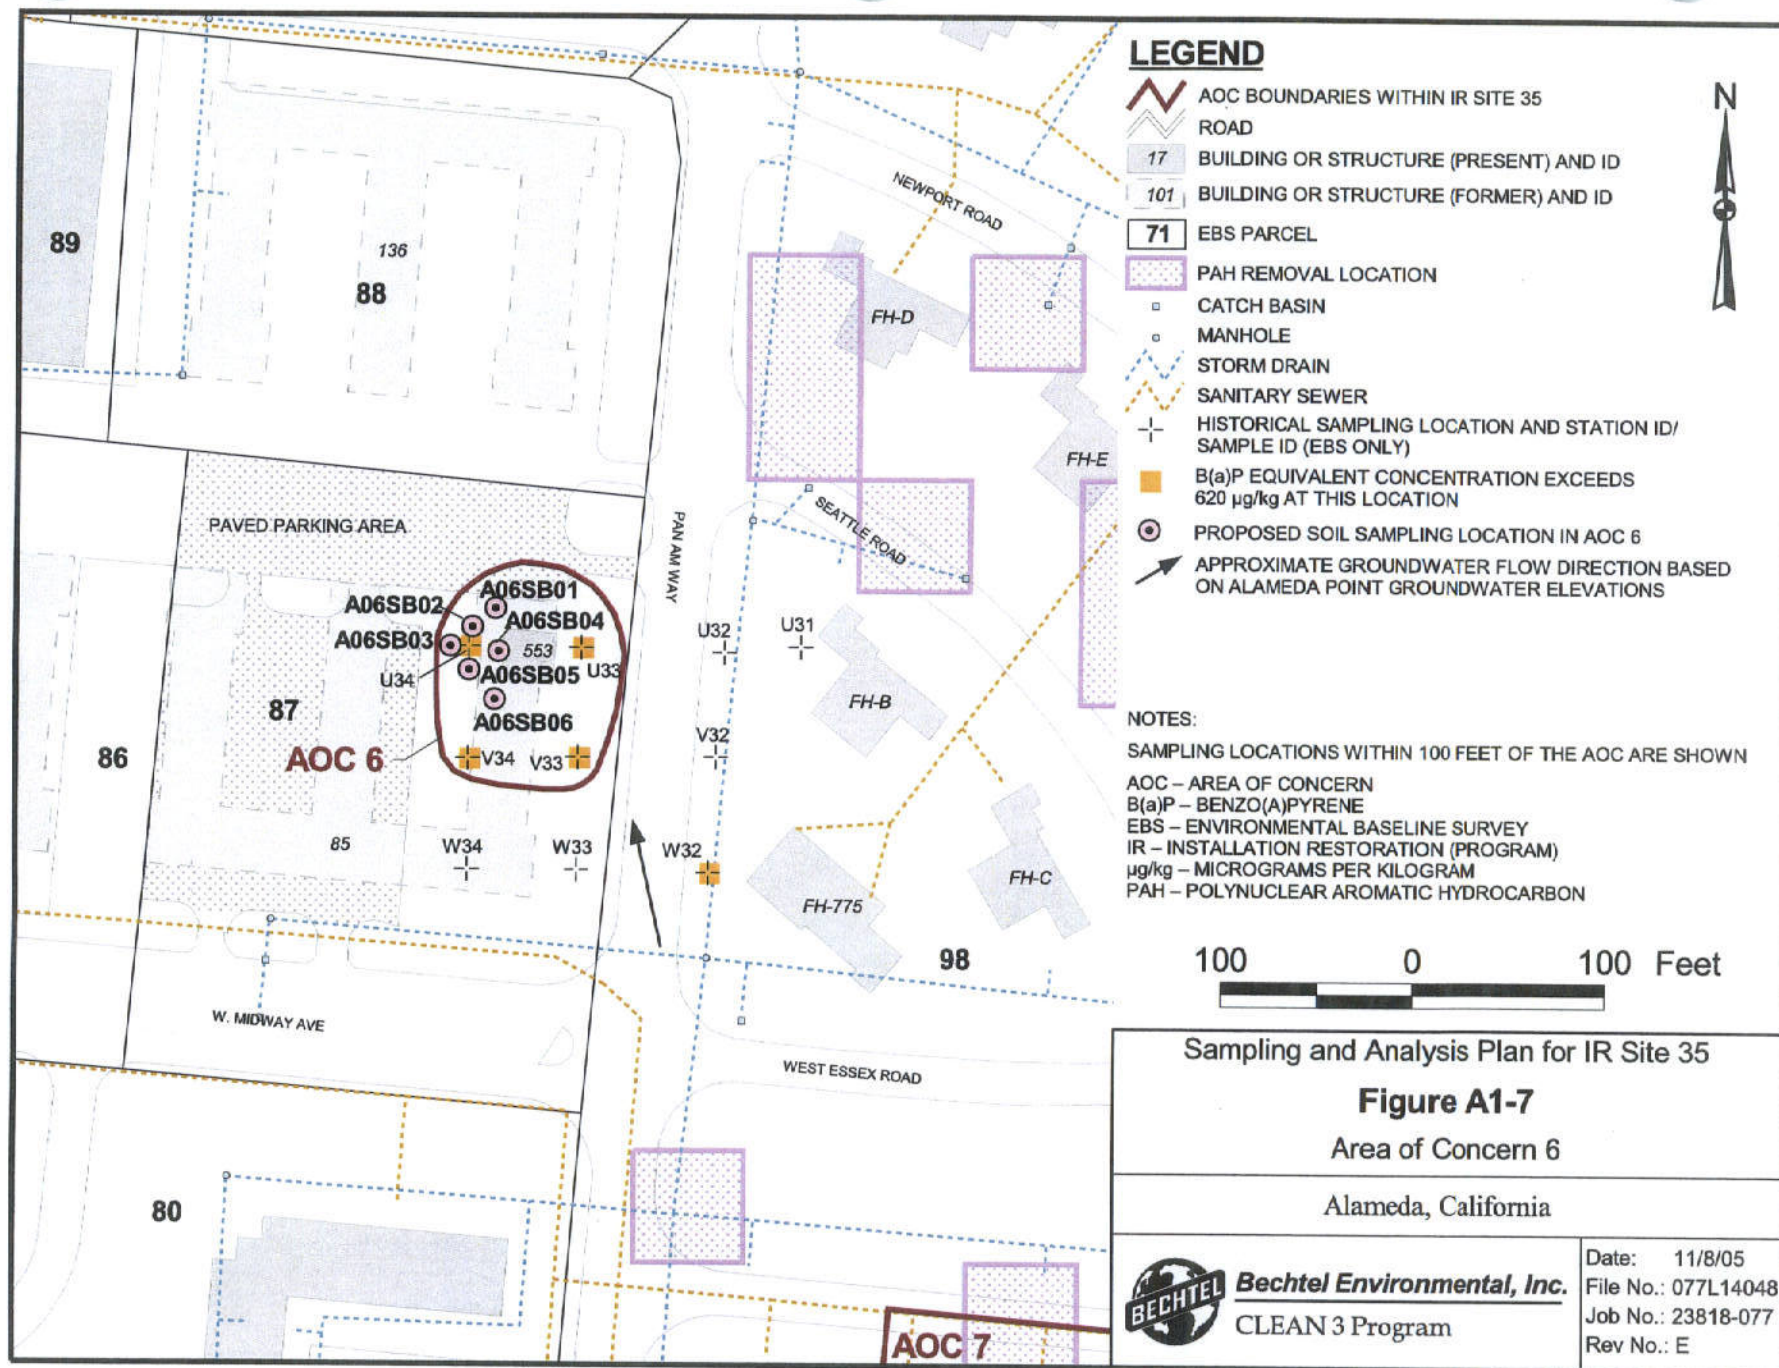 LEGEND
N
AOC BOUNDARIES WITHIN IR SITE 35
ROAD
17 BUILDING OR STRUCTURE (PRESENT) AND ID
101 BUILDING OR STRUCTURE (FORMER) AND ID
71 EBS PARCEL
PAH REMOVAL LOCATION
CATCH BASIN
MANHOLE
STORM DRAIN
SANITARY SEWER
HISTORICAL SAMPLING LOCATION AND STATION ID/
SAMPLE ID (EBS ONLY)
B(a)P EQUIVALENT CONCENTRATION EXCEEDS
620 µg/kg AT THIS LOCATION
PROPOSED SOIL SAMPLING LOCATION IN AOC 6
APPROXIMATE GROUNDWATER FLOW DIRECTION BASED
ON ALAMEDA POINT GROUNDWATER ELEVATIONS
NOTES:
SAMPLING LOCATIONS WITHIN 100 FEET OF THE AOC ARE SHOWN
AOC – AREA OF CONCERN
B(a)P – BENZO(A)PYRENE
EBS – ENVIRONMENTAL BASELINE SURVEY
IR – INSTALLATION RESTORATION (PROGRAM)
µg/kg – MICROGRAMS PER KILOGRAM
PAH – POLYNUCLEAR AROMATIC HYDROCARBON
100 0 100 Feet
Sampling and Analysis Plan for IR Site 35
Figure A1-7
Area of Concern 6
Alameda, California
BECHTEL
Bechtel Environmental, Inc.
CLEAN 3 Program
Date: 11/8/05
File No.: 077L14048
Job No.: 23818-077
Rev No.: E
89
136
88
NEWPORT ROAD
FH-D
FH-E
PAVED PARKING AREA
PAN AM WAY
SEATTLE ROAD
A06SB01
A06SB02
A06SB04
A06SB03
553
U34
A06SB05
U33
A06SB06
U32
U31
87
86
AOC 6
V34
V33
V32
FH-B
85
W34
W33
W32
FH-775
FH-C
98
W. MIDWAY AVE
WEST ESSEX ROAD
80
AOC 7